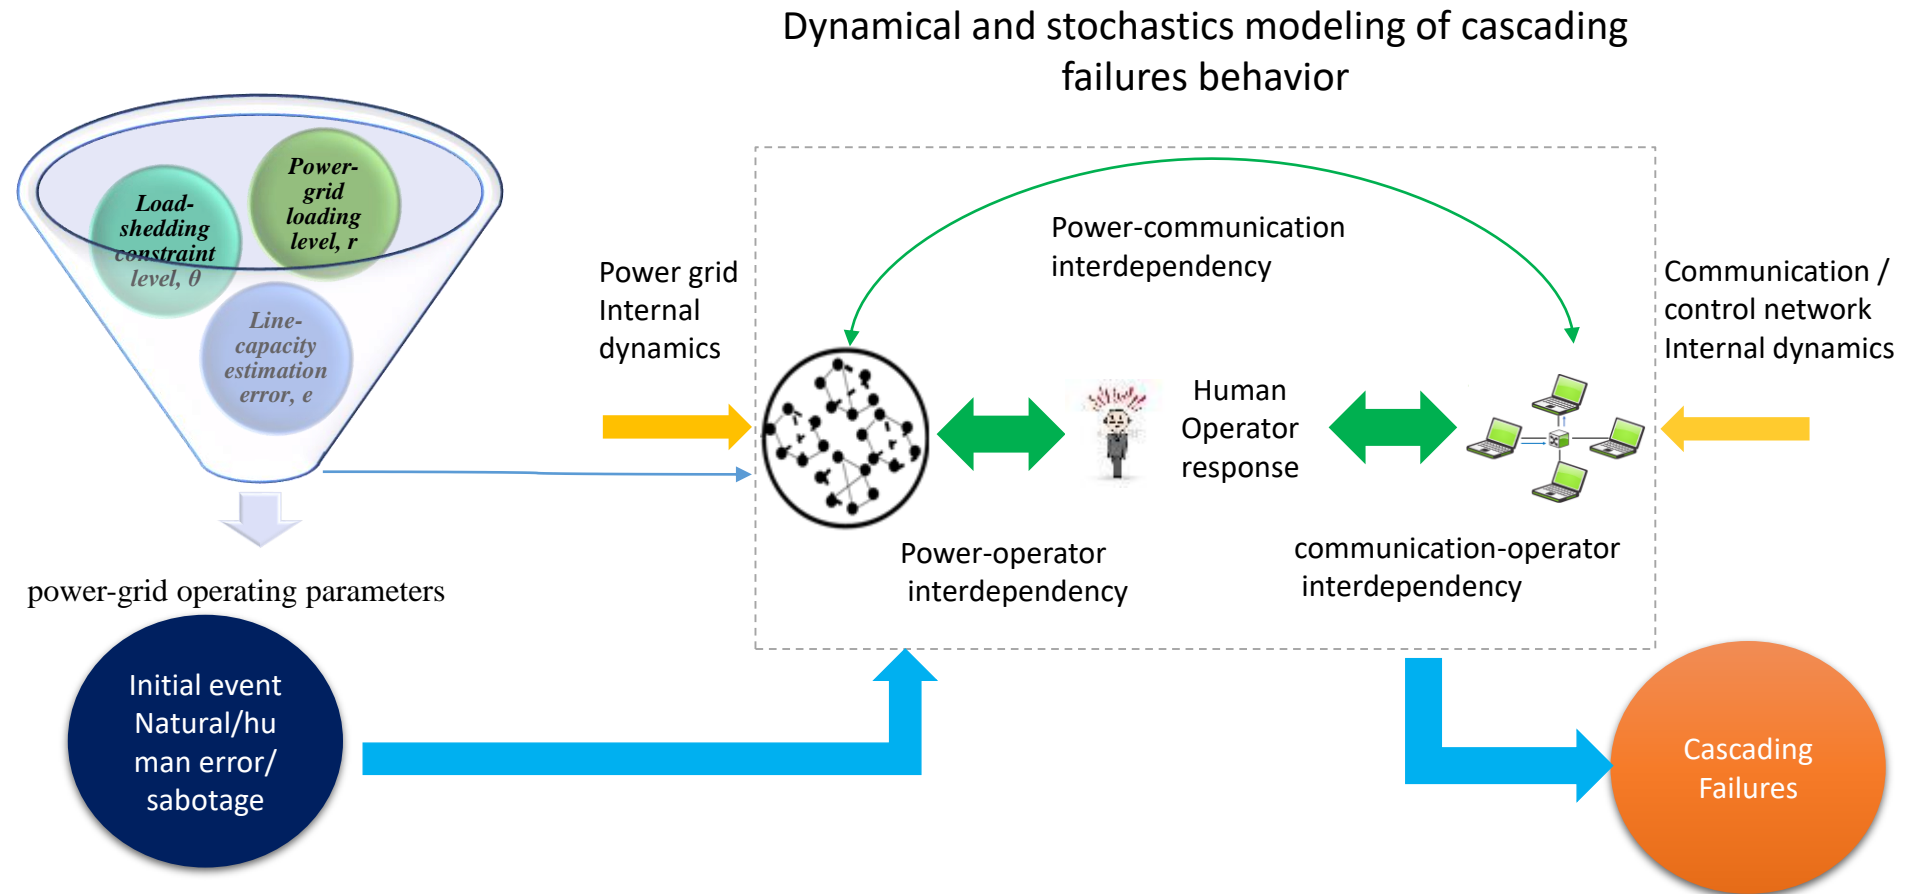 Dynamical and stochastics modeling of cascading
failures behavior
Load-
shedding
constraint
level, θ
Power-
grid
loading
level, r
Line-
capacity
estimation
error, e
power-grid operating parameters
Power grid
Internal
dynamics
Power-communication
interdependency
Communication /
control network
Internal dynamics
Human
Operator
response
Power-operator
interdependency
communication-operator
interdependency
Initial event
Natural/hu
man error/
sabotage
Cascading
Failures